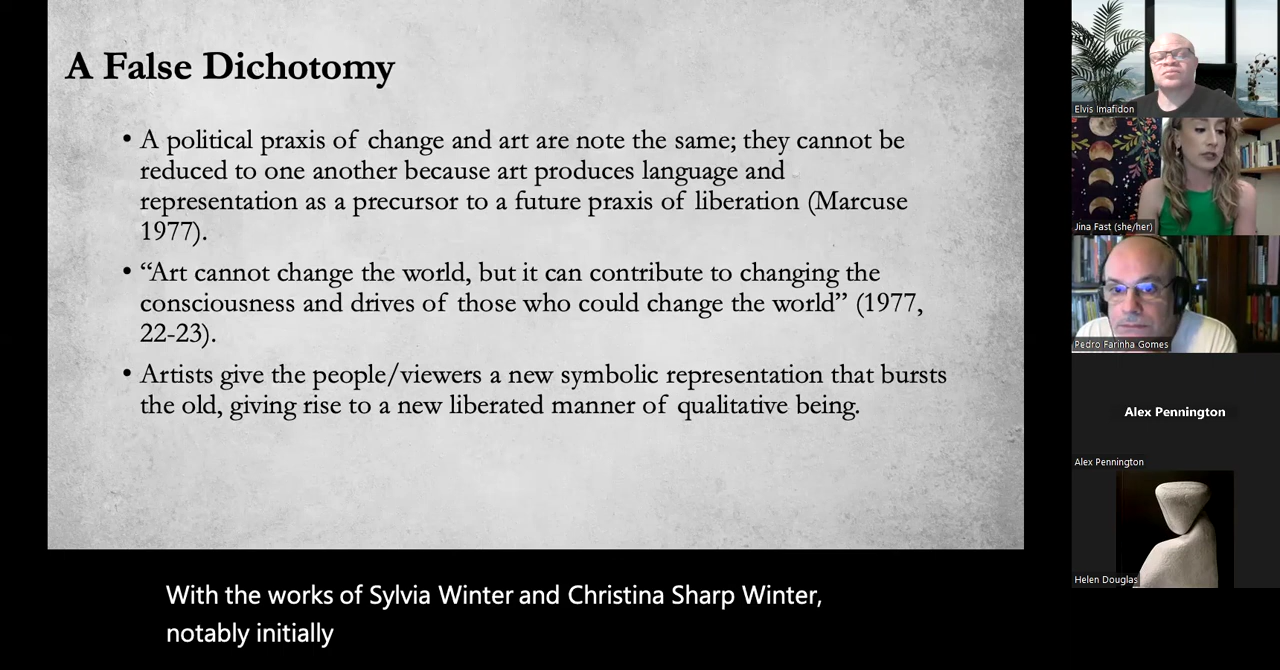 A False Dichotomy
• A political praxis of change and art are note the same; they cannot be
reduced to one another because art produces language and
representation as a precursor to a future praxis of liberation (Marcuse
1977).
• “Art cannot change the world, but it can contribute to changing the
consciousness and drives of those who could change the world” (1977,
22-23).
• Artists give the people/viewers a new symbolic representation that bursts
the old, giving rise to a new liberated manner of qualitative being.
With the works of Sylvia Winter and Christina Sharp Winter,
notably initially
Elvis Imafidon
Jina Fast (she/her)
Pedro Farinha Gomes
Alex Pennington
Alex Pennington
Helen Douglas